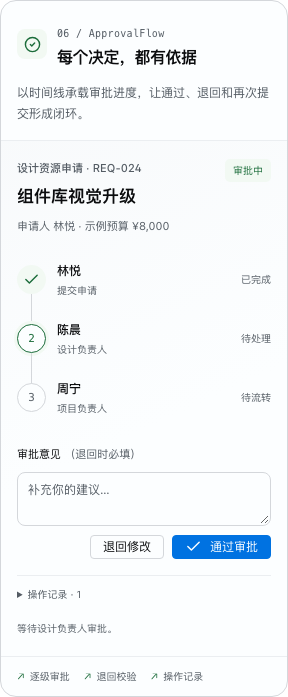 06 / ApprovalFlow
每个决定，都有依据
以时间线承载审批进度，让通过、退回和再次提
交形成闭环。
设计资源申请 · REQ-024
审批中
组件库视觉升级
申请人 林悦 · 示例预算 ¥8,000
林悦
提交申请
已完成
2
陈晨
设计负责人
待处理
3
周宁
项目负责人
待流转
审批意见 （退回时必填）
补充你的建议…
退回修改
通过审批
操作记录 · 1
等待设计负责人审批。
逐级审批
退回校验
操作记录